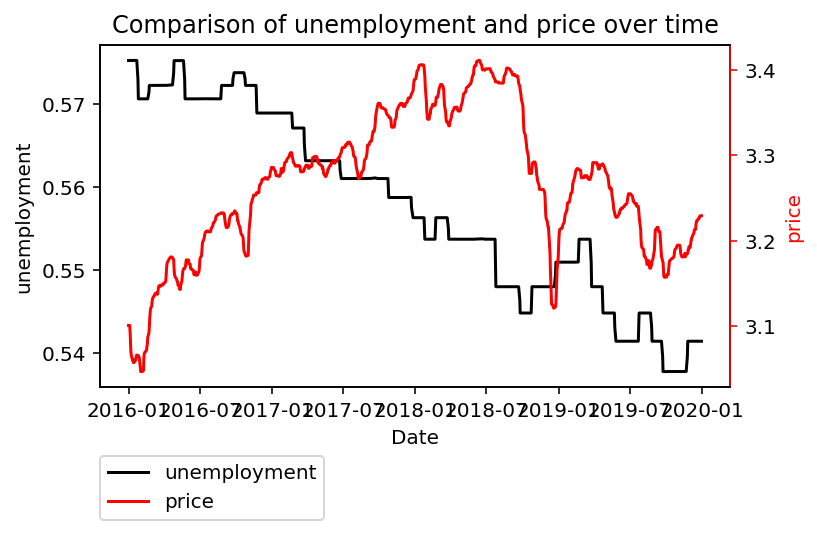 Comparison of unemployment and price over time
unemployment
0.57
0.56
0.55
0.54
3.4
3.3
3.2
3.1
price
2016-01
2016-07
2017-01
2017-07
2018-01
2018-07
2019-01
2019-07
2020-01
Date
unemployment
price